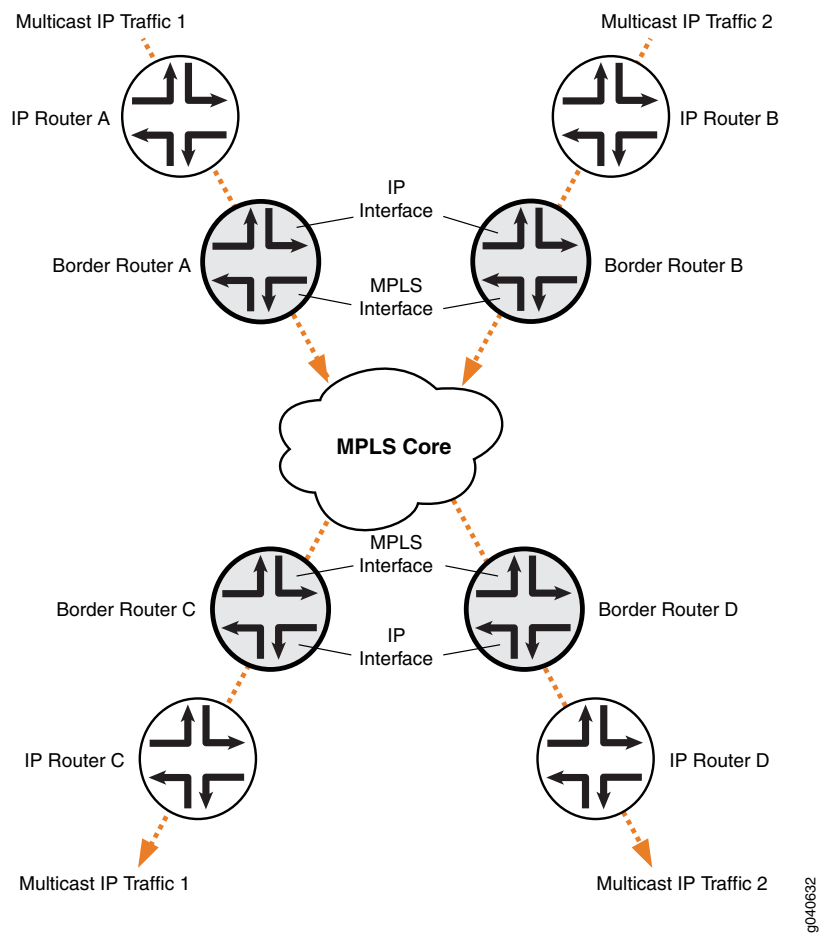 Multicast IP Traffic 1
Multicast IP Traffic 2
IP Router A
IP Router B
IP
Interface
Border Router A
Border Router B
MPLS
Interface
MPLS Core
MPLS
Interface
Border Router C
Border Router D
IP
Interface
IP Router C
IP Router D
Multicast IP Traffic 1
Multicast IP Traffic 2
g040632